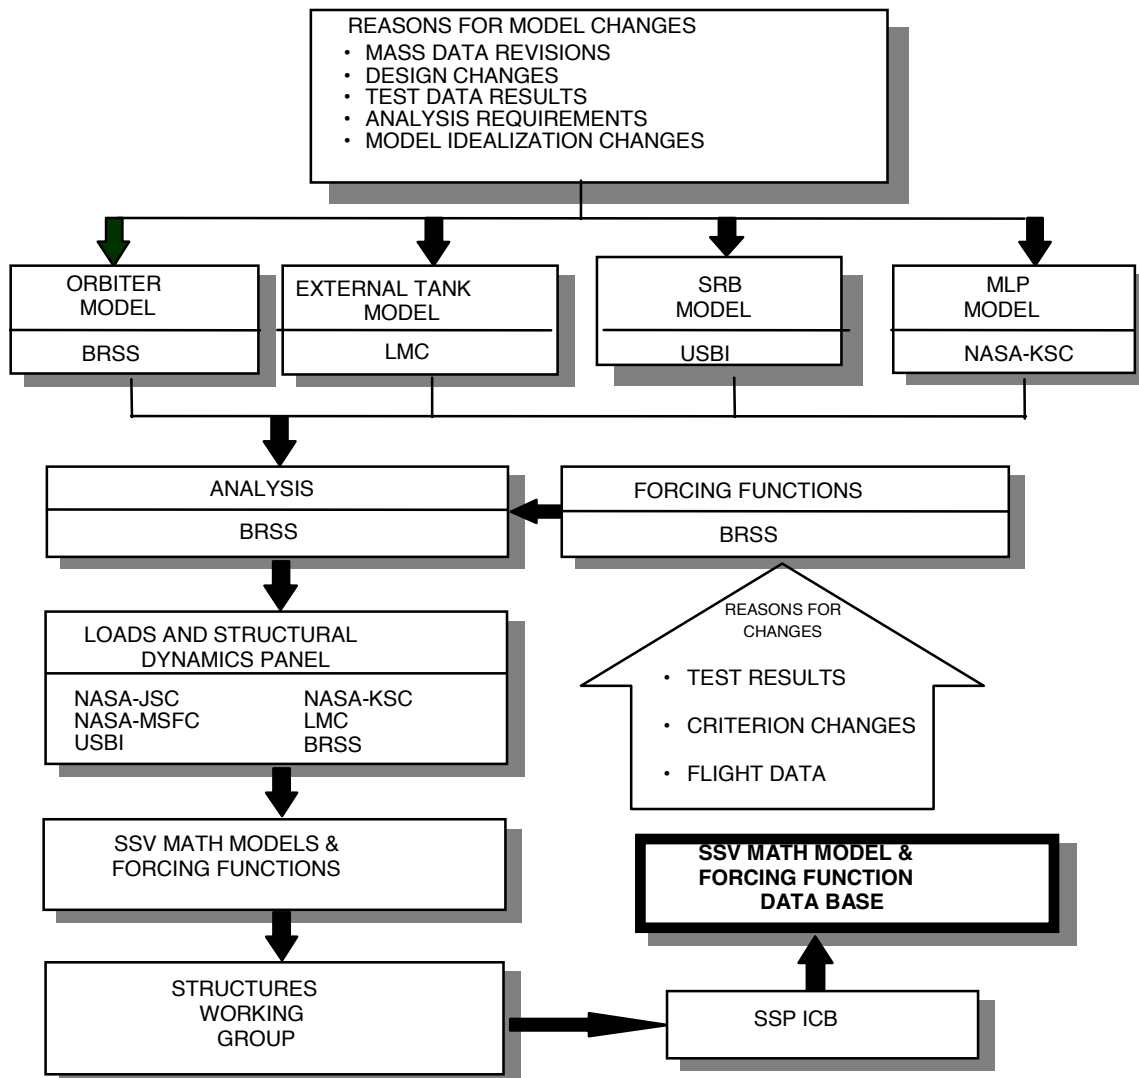 REASONS FOR MODEL CHANGES
• MASS DATA REVISIONS
• DESIGN CHANGES
• TEST DATA RESULTS
• ANALYSIS REQUIREMENTS
• MODEL IDEALIZATION CHANGES
ORBITER
MODEL
BRSS
EXTERNAL TANK
MODEL
LMC
SRB
MODEL
USBI
MLP
MODEL
NASA-KSC
ANALYSIS
BRSS
FORCING FUNCTIONS
BRSS
REASONS FOR
CHANGES
• TEST RESULTS
• CRITERION CHANGES
• FLIGHT DATA
LOADS AND STRUCTURAL
DYNAMICS PANEL
NASA-JSC NASA-KSC
NASA-MSFC LMC
USBI BRSS
SSV MATH MODELS &
FORCING FUNCTIONS
STRUCTURES
WORKING
GROUP
SSP ICB
SSV MATH MODEL &
FORCING FUNCTION
DATA BASE